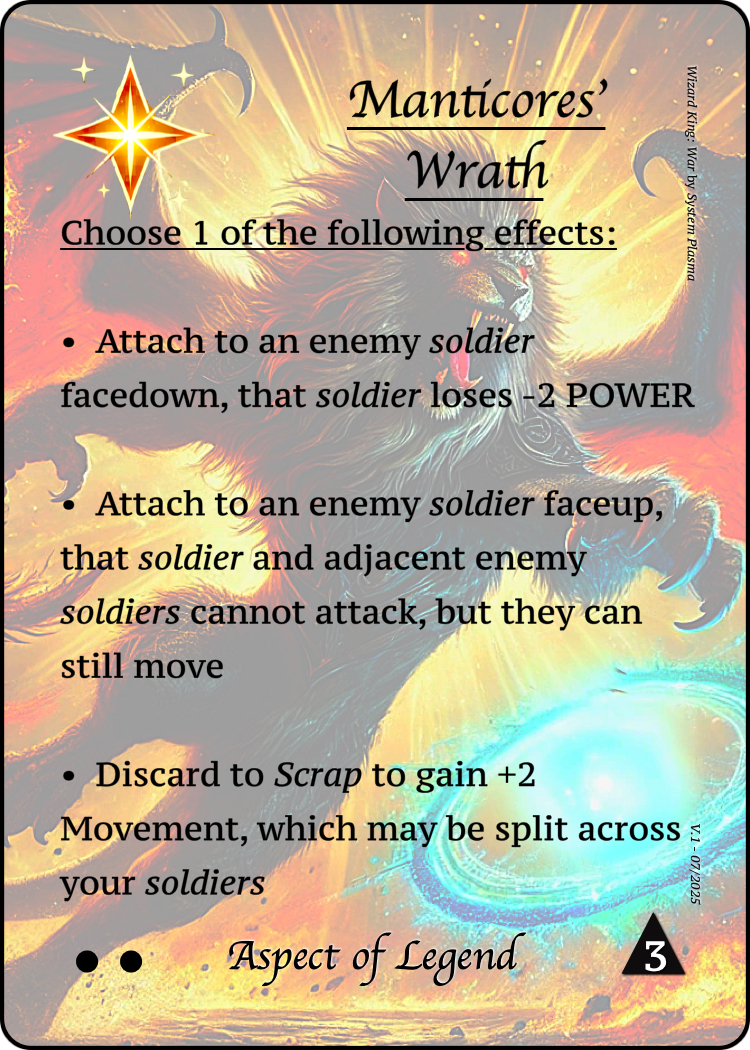 Manticores’
Wrath
Wizard King: War by System Plasma
Choose 1 of the following effects:
• Attach to an enemy soldier
facedown, that soldier loses -2 POWER
• Attach to an enemy soldier faceup,
that soldier and adjacent enemy
soldiers cannot attack, but they can
still move
• Discard to Scrap to gain +2
Movement, which may be split across
your soldiers
V.1 - 07/2025
Aspect of Legend
3